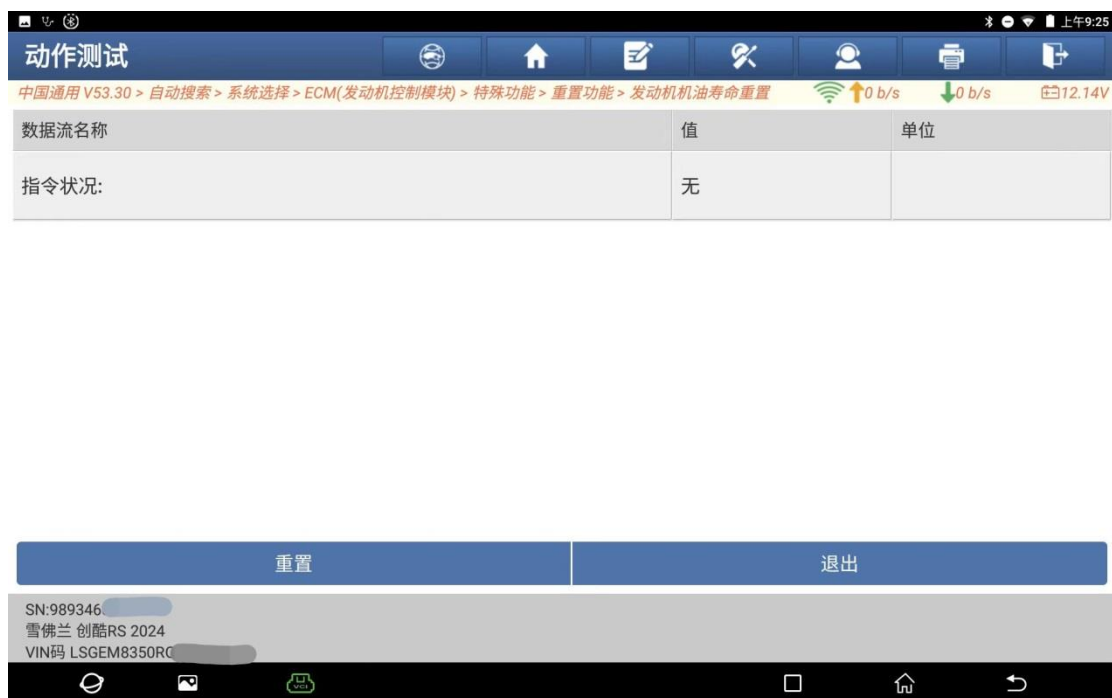 上午9:25
动作测试
中国通用 V53.30 > 自动搜索 > 系统选择 > ECM(发动机控制模块) > 特殊功能 > 重置功能 > 发动机机油寿命重置 0 b/s 0 b/s 12.14V
数据流名称 值 单位
指令状况: 无
重置 退出
SN:989346
雪佛兰 创酷RS 2024
VIN码 LSGEM8350R
VCI